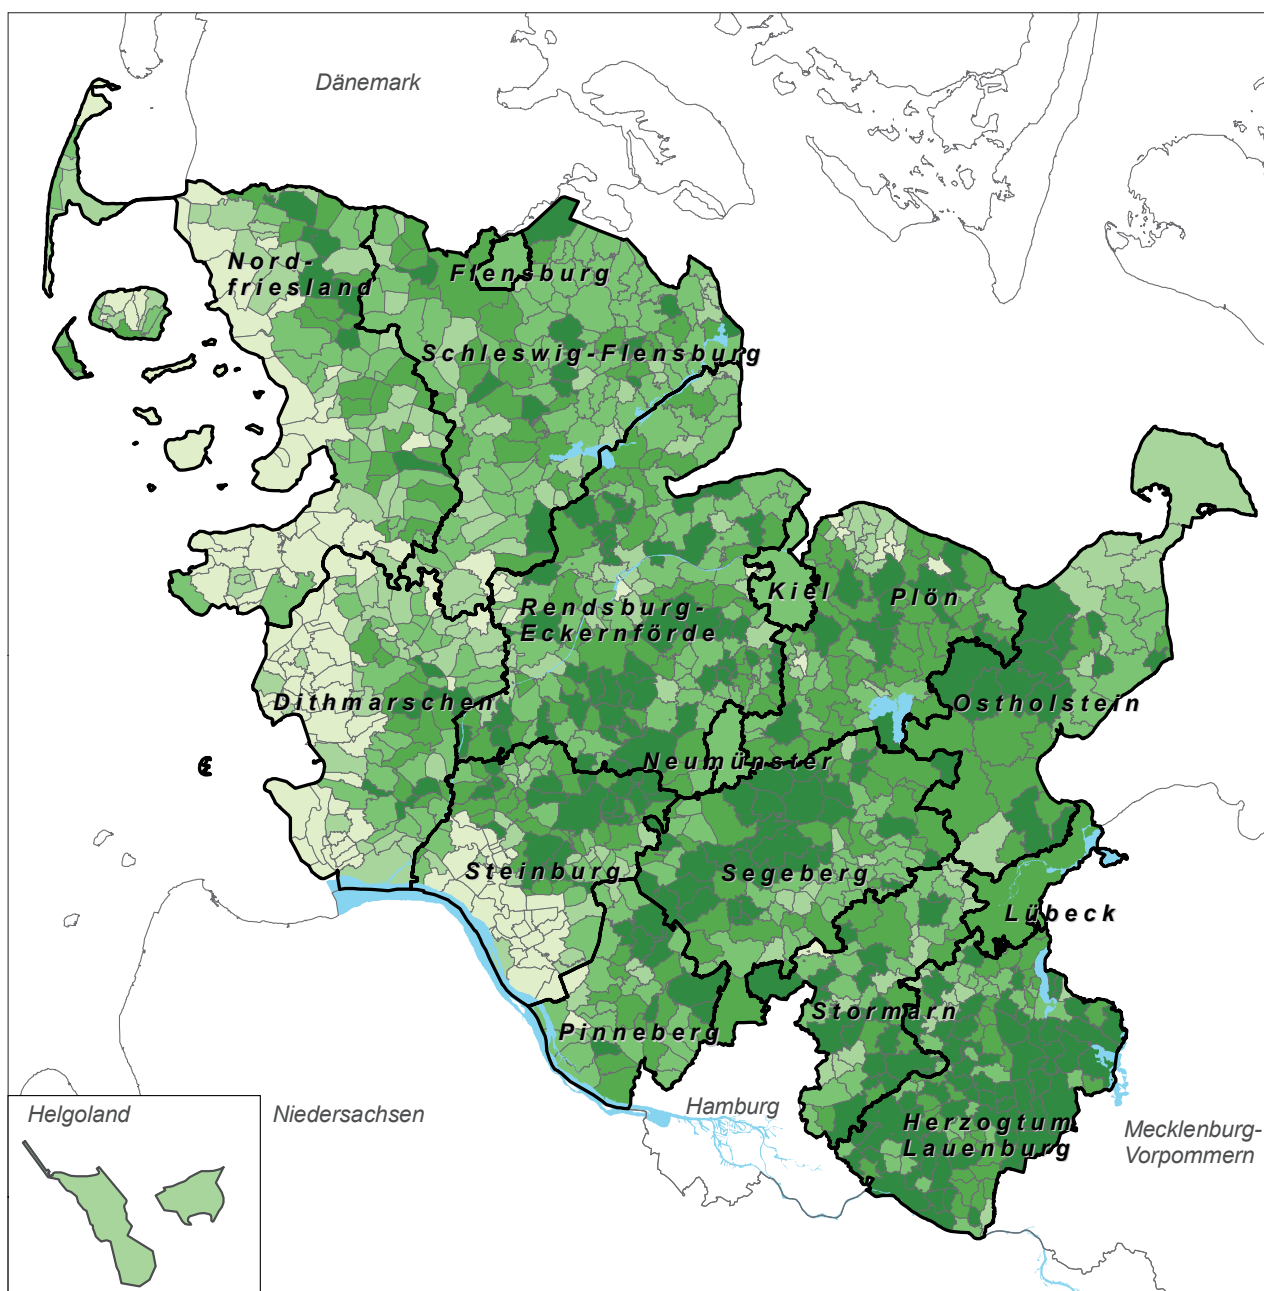 Dänemark
Nord-
friesland
Flensburg
Schleswig-Flensburg
Kiel
Plön
Rendsburg-
Eckernförde
Dithmarschen
Ostholstein
Neumünster
Steinburg
Segeberg
Lübeck
Stormarn
Pinneberg
Helgoland
Niedersachsen
Hamburg
Herzogtum
Lauenburg
Mecklenburg-
Vorpommern